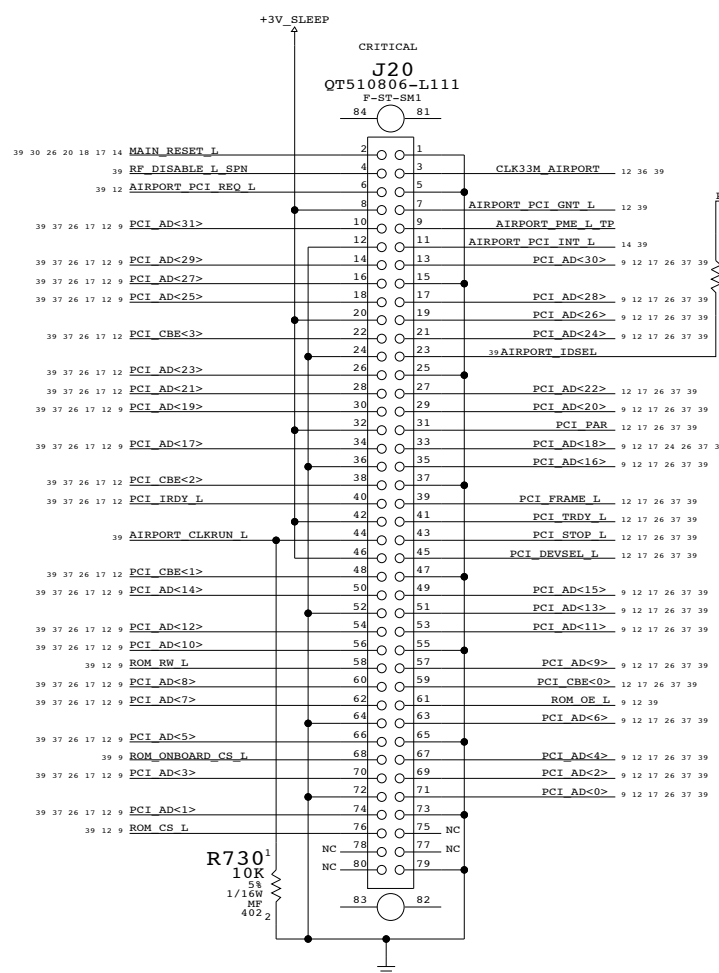 +3V_SLEEP
CRITICAL
J20
QT510806-L111
F-ST-SM1
84 81
39 30 26 20 18 17 14 MAIN_RESET_L 2 1
39 RF_DISABLE_L_SPN 4 3 CLK33M_AIRPORT 12 36 39
39 12 AIRPORT_PCI_REQ_L 6 5
8 7 AIRPORT_PCI_GNT_L 12 39
39 37 26 17 12 9 PCI_AD<31> 10 9 AIRPORT_PME_L_TP
12 11 AIRPORT_PCI_INT_L 14 39
39 37 26 17 12 9 PCI_AD<29> 14 13 PCI_AD<30> 9 12 17 26 37 39
39 37 26 17 12 9 PCI_AD<27> 16 15
39 37 26 17 12 9 PCI_AD<25> 18 17 PCI_AD<28> 9 12 17 26 37 39
20 19 PCI_AD<26> 9 12 17 26 37 39
39 37 26 17 12 PCI_CBE<3> 22 21 PCI_AD<24> 9 12 17 26 37 39
24 23 39 AIRPORT_IDSEL
39 37 26 17 12 PCI_AD<23> 26 25
39 37 26 17 12 PCI_AD<21> 28 27 PCI_AD<22> 12 17 26 37 39
39 37 26 17 12 9 PCI_AD<19> 30 29 PCI_AD<20> 9 12 17 26 37 39
32 31 PCI_PAR 12 17 26 37 39
39 37 26 17 12 9 PCI_AD<17> 34 33 PCI_AD<18> 9 12 17 24 26 37
36 35 PCI_AD<16> 9 12 17 26 37 39
39 37 26 17 12 PCI_CBE<2> 38 37
39 37 26 17 12 PCI_IRDY_L 40 39 PCI_FRAME_L 12 17 26 37 39
42 41 PCI_TRDY_L 12 17 26 37 39
39 AIRPORT_CLKRUN_L 44 43 PCI_STOP_L 12 17 26 37 39
46 45 PCI_DEVSEL_L 12 17 26 37 39
39 37 26 17 12 PCI_CBE<1> 48 47
39 37 26 17 12 9 PCI_AD<14> 50 49 PCI_AD<15> 9 12 17 26 37 39
52 51 PCI_AD<13> 9 12 17 26 37 39
39 37 26 17 12 9 PCI_AD<12> 54 53 PCI_AD<11> 9 12 17 26 37 39
39 37 26 17 12 9 PCI_AD<10> 56 55
39 12 9 ROM_RW_L 58 57 PCI_AD<9> 9 12 17 26 37 39
39 37 26 17 12 9 PCI_AD<8> 60 59 PCI_CBE<0> 12 17 26 37 39
39 37 26 17 12 9 PCI_AD<7> 62 61 ROM_OE_L 9 12 39
64 63 PCI_AD<6> 9 12 17 26 37 39
39 37 26 17 12 9 PCI_AD<5> 66 65
39 9 ROM_ONBOARD_CS_L 68 67 PCI_AD<4> 9 12 17 26 37 39
39 37 26 17 12 9 PCI_AD<3> 70 69 PCI_AD<2> 9 12 17 26 37 39
72 71 PCI_AD<0> 9 12 17 26 37 39
39 37 26 17 12 9 PCI_AD<1> 74 73
39 12 9 ROM_CS_L 76 75 NC
NC 78 77 NC
NC 80 79
R730 1
10K
5%
1/16W
MF
402 2
83 82